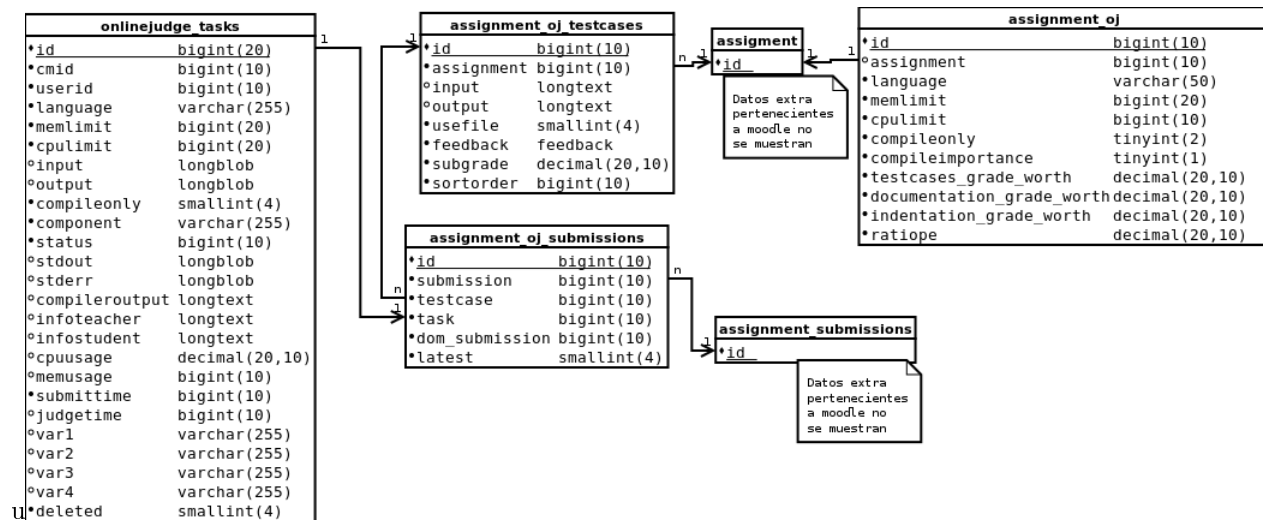 onlinejudge_tasks
id bigint(20)
cmid bigint(10)
userid bigint(10)
language varchar(255)
memlimit bigint(20)
cpulimit bigint(20)
input longblob
output longblob
compileonly smallint(4)
component varchar(255)
status bigint(10)
stdout longblob
stderr longblob
compileroutput longtext
infoteacher longtext
infostudent longtext
cpuusage decimal(20,10)
memusage bigint(10)
submittime bigint(10)
judgetime bigint(10)
var1 varchar(255)
var2 varchar(255)
var3 varchar(255)
var4 varchar(255)
u deleted smallint(4)
1
1
assignment_oj_testcases
id bigint(10)
assignment bigint(10)
input longtext
output longtext
usefile smallint(4)
feedback feedback
subgrade decimal(20,10)
sortorder bigint(10)
1
n
n
1
assignment_oj_submissions
id bigint(10)
submission bigint(10)
testcase bigint(10)
task bigint(10)
dom_submission bigint(10)
latest smallint(4)
n
1
assigment
id
1
1
Datos extra
pertenecientes
a moodle no
se muestran
assignment_submissions
id
Datos extra
pertenecientes
a moodle no
se muestran
assignment_oj
id bigint(10)
assignment bigint(10)
language varchar(50)
memlimit bigint(20)
cpulimit bigint(10)
compileonly tinyint(2)
compileimportance tinyint(1)
testcases_grade_worth decimal(20,10)
documentation_grade_worth decimal(20,10)
indentation_grade_worth decimal(20,10)
ratiope decimal(20,10)